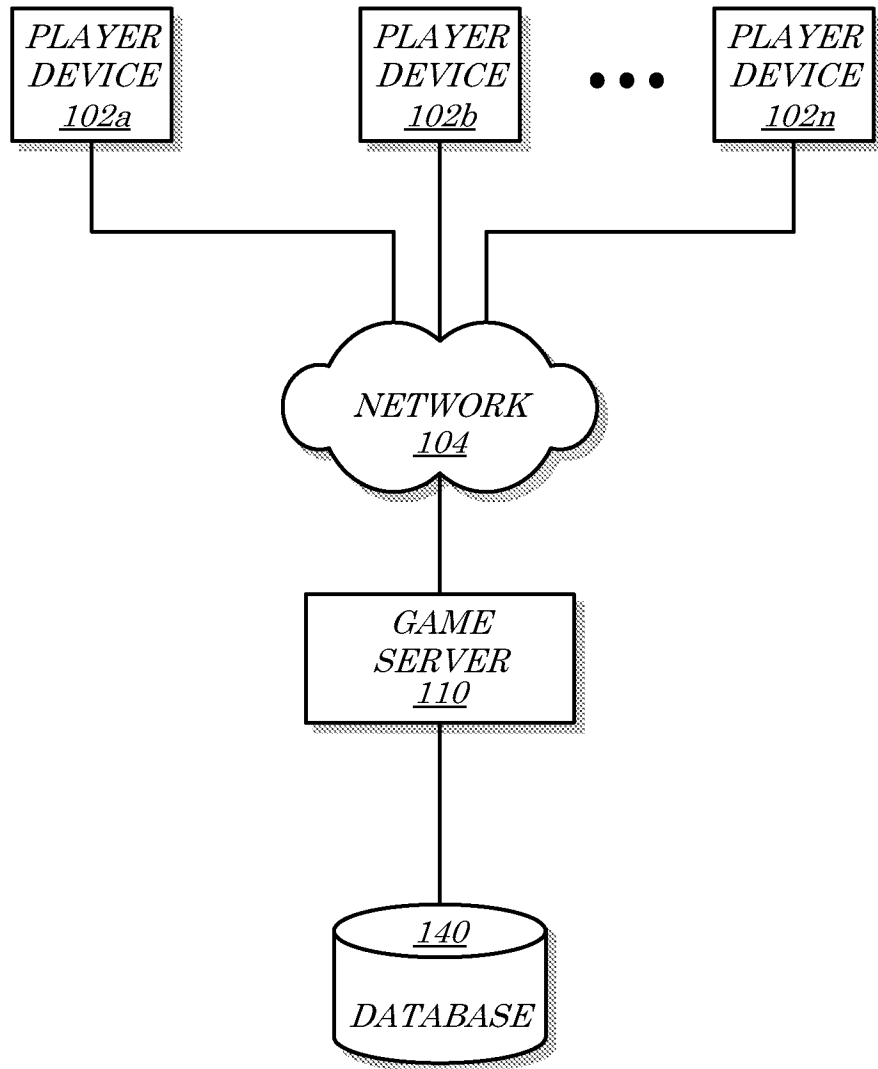 PLAYER
DEVICE
102a
PLAYER
DEVICE
102b
PLAYER
DEVICE
102n
NETWORK
104
GAME
SERVER
110
140
DATABASE